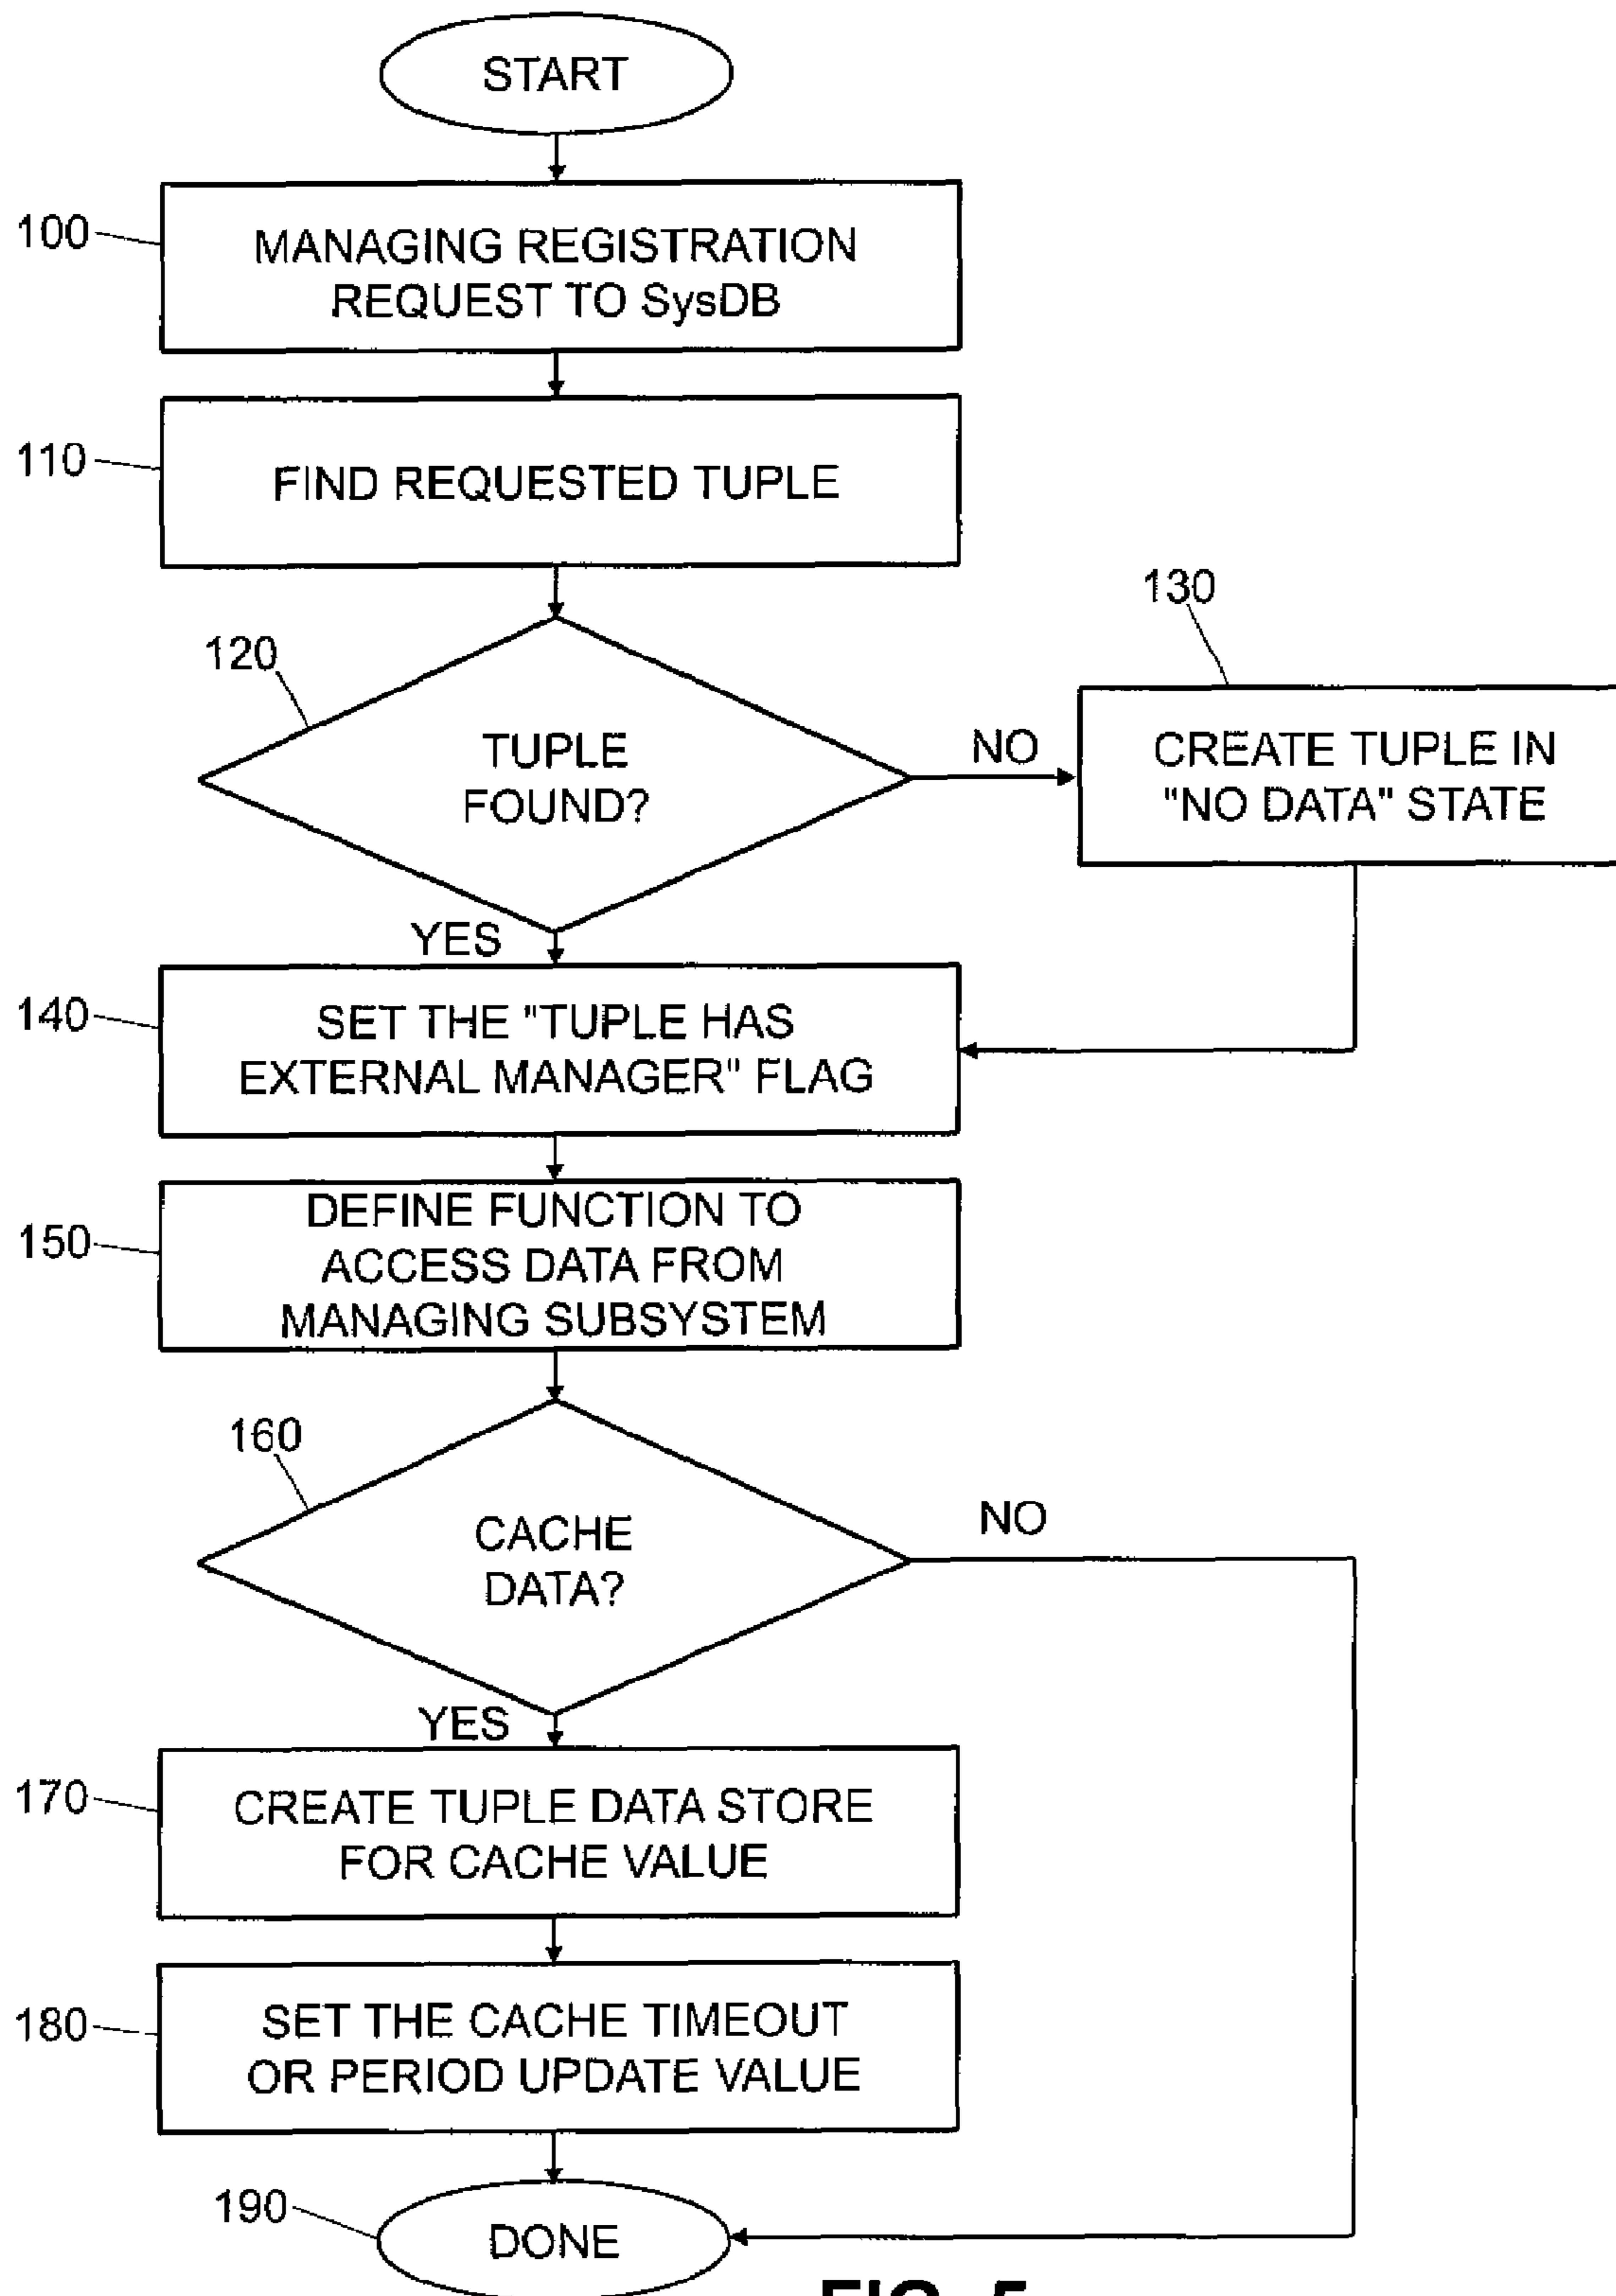 START
100
MANAGING REGISTRATION
REQUEST TO SysDB
110
FIND REQUESTED TUPLE
120
TUPLE
FOUND?
NO
130
CREATE TUPLE IN
"NO DATA" STATE
YES
140
SET THE "TUPLE HAS
EXTERNAL MANAGER" FLAG
150
DEFINE FUNCTION TO
ACCESS DATA FROM
MANAGING SUBSYSTEM
160
CACHE
DATA?
NO
YES
170
CREATE TUPLE DATA STORE
FOR CACHE VALUE
180
SET THE CACHE TIMEOUT
OR PERIOD UPDATE VALUE
190
DONE
FIG. 5